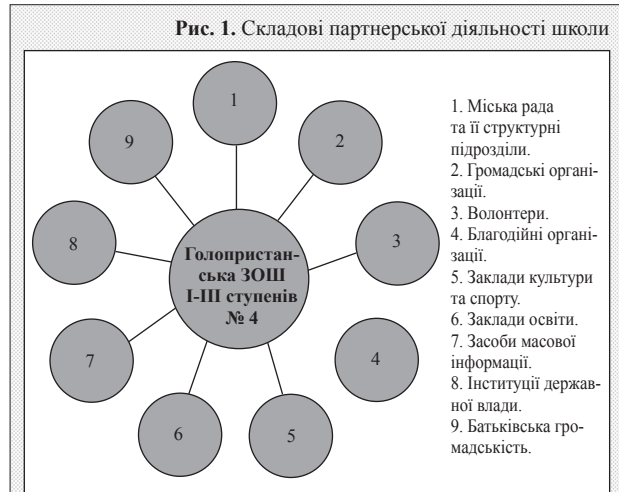 Рис. 1. Складові партнерської діяльності школи
1
2
3
4
5
6
7
8
9
Голопристан-
ська ЗОШ
І-ІІІ ступенів
№ 4
1. Міська рада
та її структурні
підрозділи.
2. Громадські органі-
зації.
3. Волонтери.
4. Благодійні органі-
зації.
5. Заклади культури
та спорту.
6. Заклади освіти.
7. Засоби масової
інформації.
8. Інституції держав-
ної влади.
9. Батьківська гро-
мадськість.